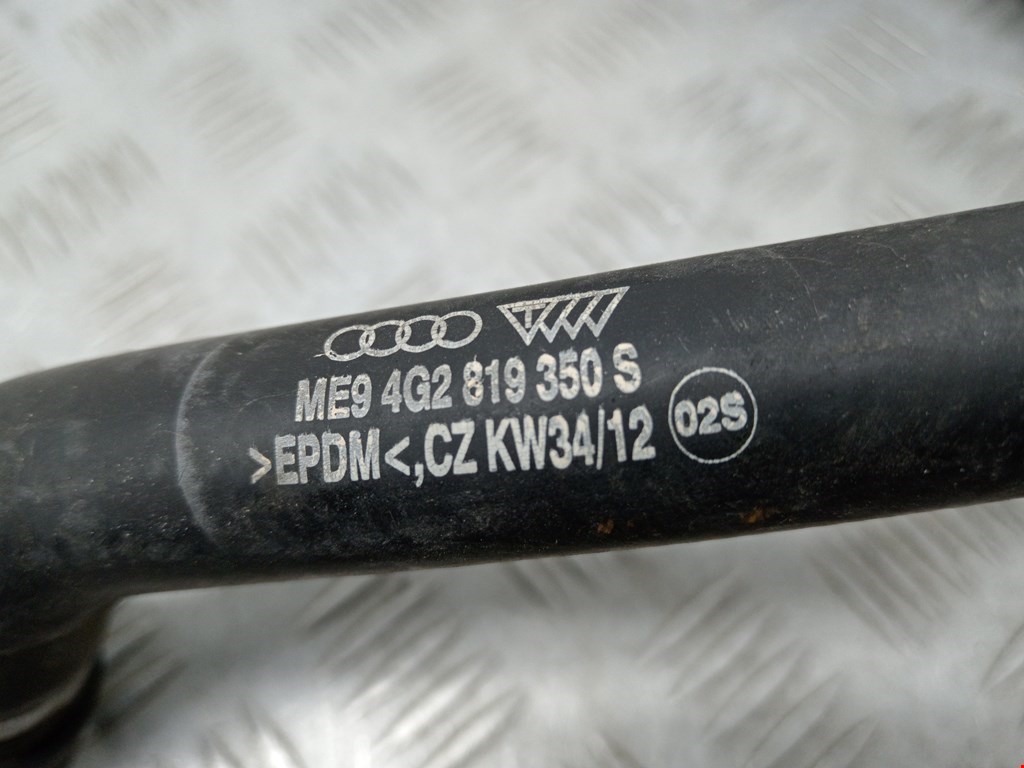 ME9 4G2 819 350 S
>EPDM<,CZ KW34/12
02S